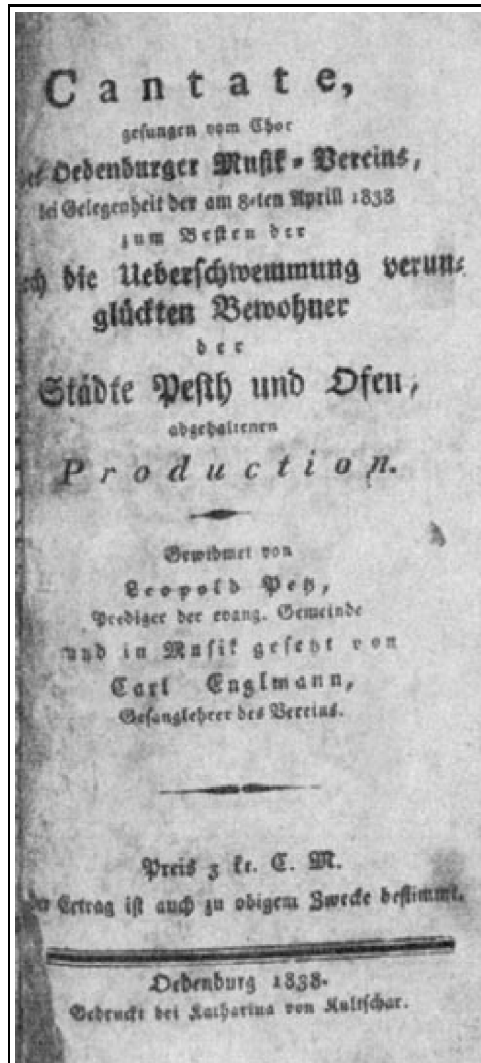 Cantate,
gesungen vom Chor
Oedenburger Musik-Vereins,
bei Gelegenheit der am 8-ten Aprill 1838
zum Besten der
die Ueberschwemmung verun-
glückten Bewohner
der
Städte Pesth und Ofen,
abgehaltenen
Production.
Gewidmet von
Leopold Petz,
Prediger der evang. Gemeinde
und in Musik gesetzt von
Carl Englmann,
Gesanglehrer des Vereins.
Preis 3 kr. C. M.
der Ertrag ist auch zu obigem Zwecke bestimmt.
Oedenburg 1838.
Gedruckt bei Katharina von Kultschar.